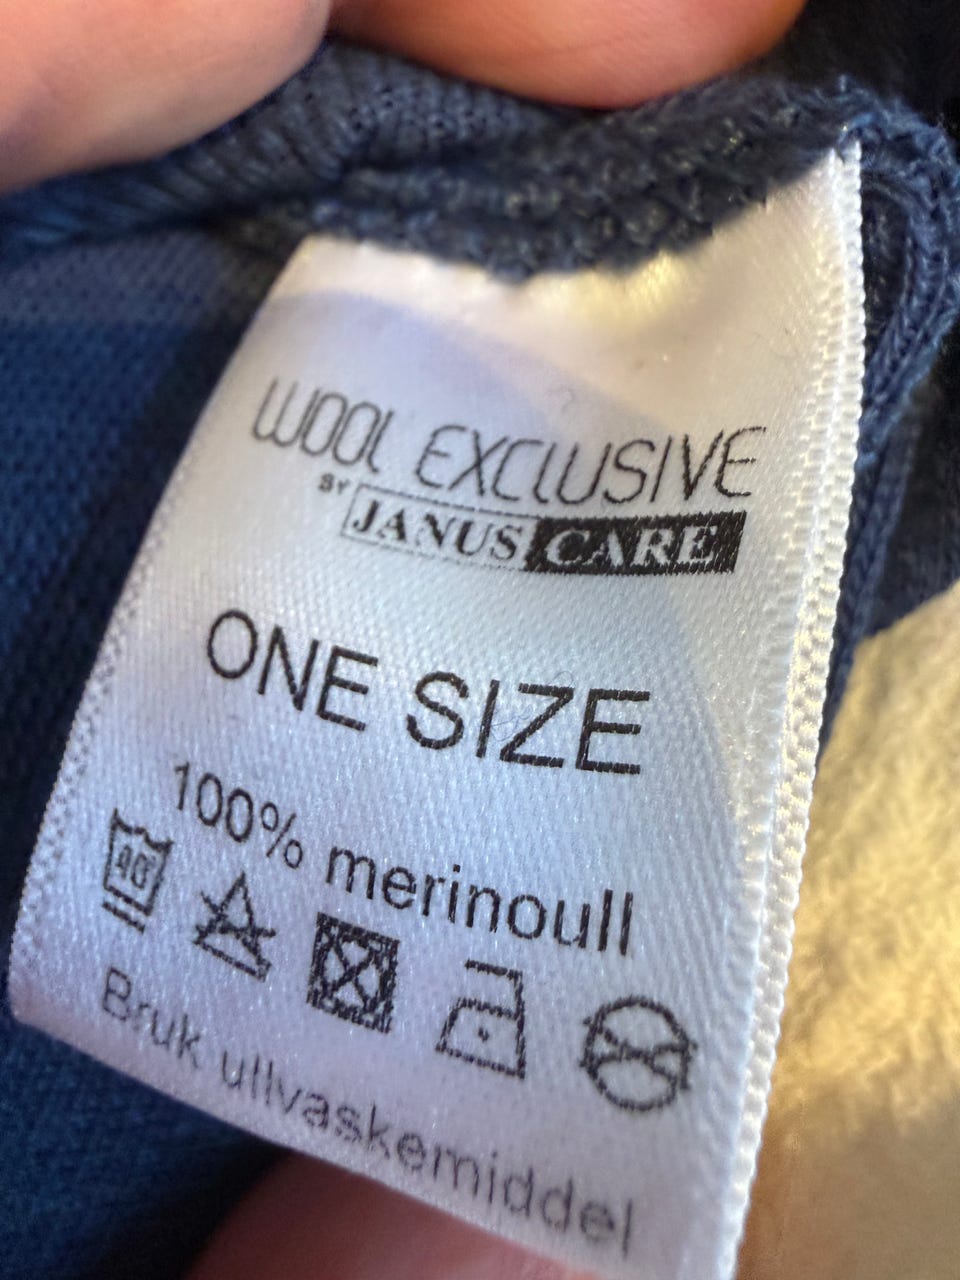 WOOL EXCLUSIVE
BY JANUS CARE
ONE SIZE
100% merinoull
Bruk ullvaskemiddel